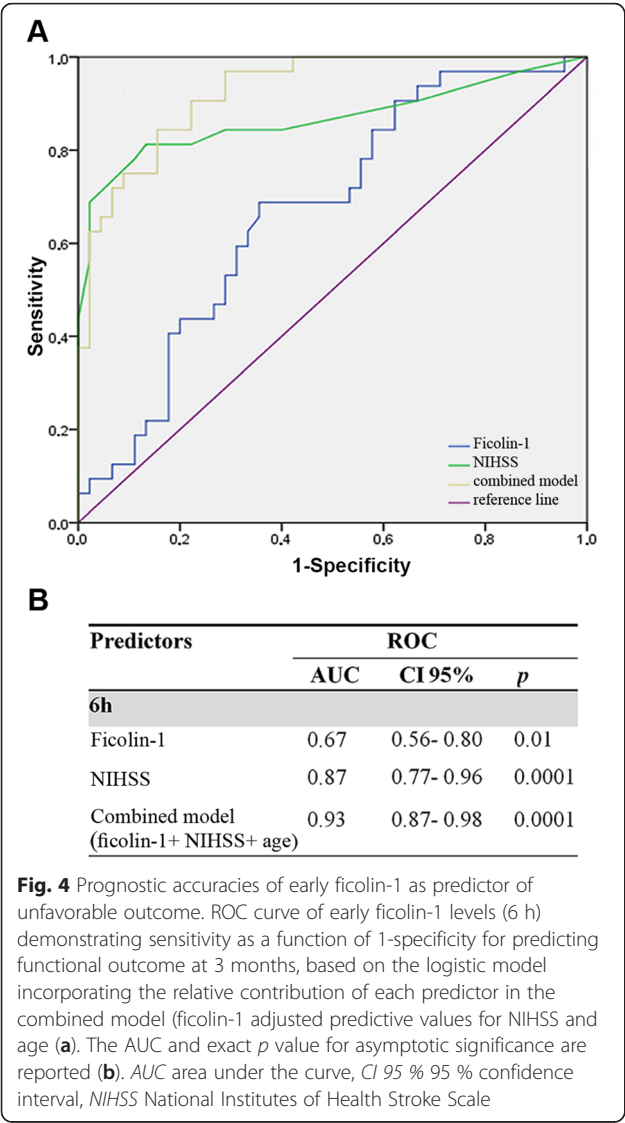 A
1.0
0.8
0.6
0.4
0.2
0.0
Sensitivity
Ficolin-1
NIHSS
combined model
reference line
0.0 0.2 0.4 0.6 0.8 1.0
1-Specificity
B
Predictors ROC
AUC CI 95% p
6h
Ficolin-1 0.67 0.56- 0.80 0.01
NIHSS 0.87 0.77- 0.96 0.0001
Combined model 0.93 0.87- 0.98 0.0001
(ficolin-1+ NIHSS+ age)
Fig. 4 Prognostic accuracies of early ficolin-1 as predictor of
unfavorable outcome. ROC curve of early ficolin-1 levels (6 h)
demonstrating sensitivity as a function of 1-specificity for predicting
functional outcome at 3 months, based on the logistic model
incorporating the relative contribution of each predictor in the
combined model (ficolin-1 adjusted predictive values for NIHSS and
age (a). The AUC and exact p value for asymptotic significance are
reported (b). AUC area under the curve, CI 95 % 95 % confidence
interval, NIHSS National Institutes of Health Stroke Scale